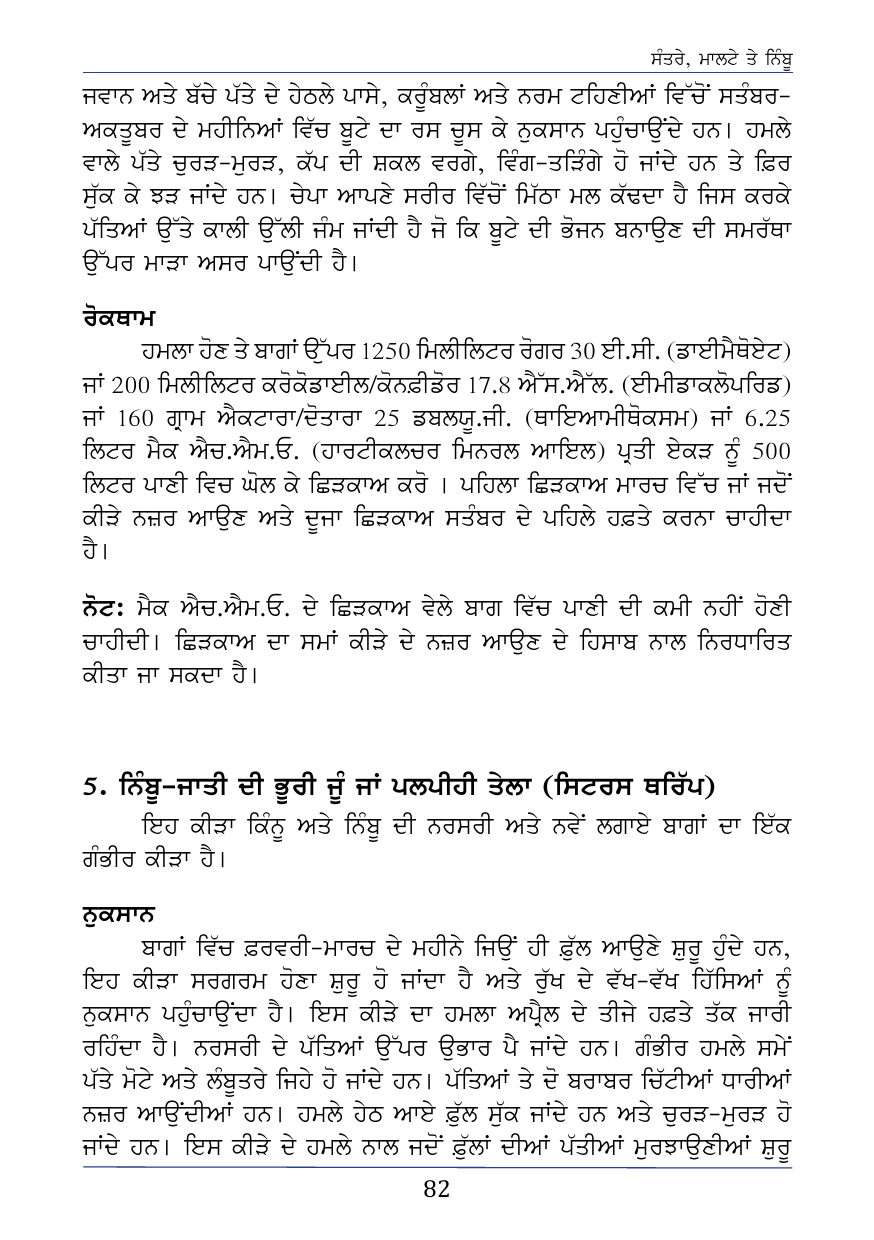 ਸੰਤਰੇ, ਮਾਲਟੇ ਤੇ ਨਿੰਬੂ
ਜਵਾਨ ਅਤੇ ਬੱਚੇ ਪੱਤੇ ਦੇ ਹੇਠਲੇ ਪਾਸੇ, ਕਰੂੰਬਲਾਂ ਅਤੇ ਨਰਮ ਟਹਿਣੀਆਂ ਵਿੱਚੋਂ ਸਤੰਬਰ-
ਅਕਤੂਬਰ ਦੇ ਮਹੀਨਿਆਂ ਵਿੱਚ ਬੂਟੇ ਦਾ ਰਸ ਚੂਸ ਕੇ ਨੁਕਸਾਨ ਪਹੁੰਚਾਉਂਦੇ ਹਨ। ਹਮਲੇ
ਵਾਲੇ ਪੱਤੇ ਚੁਰੜ-ਮੁਰੜ, ਕੱਪ ਦੀ ਸ਼ਕਲ ਵਰਗੇ, ਵਿੰਗ-ਤੜਿੰਗੇ ਹੋ ਜਾਂਦੇ ਹਨ ਤੇ ਫ਼ਿਰ
ਸੁੱਕ ਕੇ ਝੜ ਜਾਂਦੇ ਹਨ। ਚੇਪਾ ਆਪਣੇ ਸਰੀਰ ਵਿੱਚੋਂ ਮਿੱਠਾ ਮਲ ਕੱਢਦਾ ਹੈ ਜਿਸ ਕਰਕੇ
ਪੱਤਿਆਂ ਉੱਤੇ ਕਾਲੀ ਉੱਲੀ ਜੰਮ ਜਾਂਦੀ ਹੈ ਜੋ ਕਿ ਬੂਟੇ ਦੀ ਭੋਜਨ ਬਨਾਉਣ ਦੀ ਸਮਰੱਥਾ
ਉੱਪਰ ਮਾੜਾ ਅਸਰ ਪਾਉਂਦੀ ਹੈ।
ਰੋਕਥਾਮ
ਹਮਲਾ ਹੋਣ ਤੇ ਬਾਗਾਂ ਉੱਪਰ 1250 ਮਿਲੀਲਿਟਰ ਰੋਗਰ 30 ਈ.ਸੀ. (ਡਾਈਮੈਥੋਏਟ)
ਜਾਂ 200 ਮਿਲੀਲਿਟਰ ਕਰੋਕੋਡਾਈਲ/ਕੋਨਫ਼ੀਡੋਰ 17.8 ਐੱਸ.ਐੱਲ. (ਈਮੀਡਾਕਲੋਪਰਿਡ)
ਜਾਂ 160 ਗ੍ਰਾਮ ਐਕਟਾਰਾ/ਦੋਤਾਰਾ 25 ਡਬਲਯੂ.ਜੀ. (ਥਾਇਆਮੀਥੋਕਸਮ) ਜਾਂ 6.25
ਲਿਟਰ ਮੈਕ ਐਚ.ਐਮ.ਓ. (ਹਾਰਟੀਕਲਚਰ ਮਿਨਰਲ ਆਇਲ) ਪ੍ਰਤੀ ਏਕੜ ਨੂੰ 500
ਲਿਟਰ ਪਾਣੀ ਵਿਚ ਘੋਲ ਕੇ ਛਿੜਕਾਅ ਕਰੋ । ਪਹਿਲਾ ਛਿੜਕਾਅ ਮਾਰਚ ਵਿੱਚ ਜਾਂ ਜਦੋਂ
ਕੀੜੇ ਨਜ਼ਰ ਆਉਣ ਅਤੇ ਦੂਜਾ ਛਿੜਕਾਅ ਸਤੰਬਰ ਦੇ ਪਹਿਲੇ ਹਫ਼ਤੇ ਕਰਨਾ ਚਾਹੀਦਾ
ਹੈ।
ਨੋਟ: ਮੈਕ ਐਚ.ਐਮ.ਓ. ਦੇ ਛਿੜਕਾਅ ਵੇਲੇ ਬਾਗ ਵਿੱਚ ਪਾਣੀ ਦੀ ਕਮੀ ਨਹੀਂ ਹੋਣੀ
ਚਾਹੀਦੀ। ਛਿੜਕਾਅ ਦਾ ਸਮਾਂ ਕੀੜੇ ਦੇ ਨਜ਼ਰ ਆਉਣ ਦੇ ਹਿਸਾਬ ਨਾਲ ਨਿਰਧਾਰਿਤ
ਕੀਤਾ ਜਾ ਸਕਦਾ ਹੈ।
5. ਨਿੰਬੂ-ਜਾਤੀ ਦੀ ਭੂਰੀ ਜੂੰ ਜਾਂ ਪਲਪੀਹੀ ਤੇਲਾ (ਸਿਟਰਸ ਥਰਿੱਪ)
ਇਹ ਕੀੜਾ ਕਿੰਨੂ ਅਤੇ ਨਿੰਬੂ ਦੀ ਨਰਸਰੀ ਅਤੇ ਨਵੇਂ ਲਗਾਏ ਬਾਗਾਂ ਦਾ ਇੱਕ
ਗੰਭੀਰ ਕੀੜਾ ਹੈ।
ਨੁਕਸਾਨ
ਬਾਗਾਂ ਵਿੱਚ ਫ਼ਰਵਰੀ-ਮਾਰਚ ਦੇ ਮਹੀਨੇ ਜਿਉਂ ਹੀ ਫ਼ੁੱਲ ਆਉਣੇ ਸ਼ੁਰੂ ਹੁੰਦੇ ਹਨ,
ਇਹ ਕੀੜਾ ਸਰਗਰਮ ਹੋਣਾ ਸ਼ੁਰੂ ਹੋ ਜਾਂਦਾ ਹੈ ਅਤੇ ਰੁੱਖ ਦੇ ਵੱਖ-ਵੱਖ ਹਿੱਸਿਆਂ ਨੂੰ
ਨੁਕਸਾਨ ਪਹੁੰਚਾਉਂਦਾ ਹੈ। ਇਸ ਕੀੜੇ ਦਾ ਹਮਲਾ ਅਪ੍ਰੈਲ ਦੇ ਤੀਜੇ ਹਫ਼ਤੇ ਤੱਕ ਜਾਰੀ
ਰਹਿੰਦਾ ਹੈ। ਨਰਸਰੀ ਦੇ ਪੱਤਿਆਂ ਉੱਪਰ ਉਭਾਰ ਪੈ ਜਾਂਦੇ ਹਨ। ਗੰਭੀਰ ਹਮਲੇ ਸਮੇਂ
ਪੱਤੇ ਮੋਟੇ ਅਤੇ ਲੰਬੂਤਰੇ ਜਿਹੇ ਹੋ ਜਾਂਦੇ ਹਨ। ਪੱਤਿਆਂ ਤੇ ਦੋ ਬਰਾਬਰ ਚਿੱਟੀਆਂ ਧਾਰੀਆਂ
ਨਜ਼ਰ ਆਉਂਦੀਆਂ ਹਨ। ਹਮਲੇ ਹੇਠ ਆਏ ਫ਼ੁੱਲ ਸੁੱਕ ਜਾਂਦੇ ਹਨ ਅਤੇ ਚੁਰੜ-ਮੁਰੜ ਹੋ
ਜਾਂਦੇ ਹਨ। ਇਸ ਕੀੜੇ ਦੇ ਹਮਲੇ ਨਾਲ ਜਦੋਂ ਫ਼ੁੱਲਾਂ ਦੀਆਂ ਪੱਤੀਆਂ ਮੁਰਝਾਉਣੀਆਂ ਸ਼ੁਰੂ
82